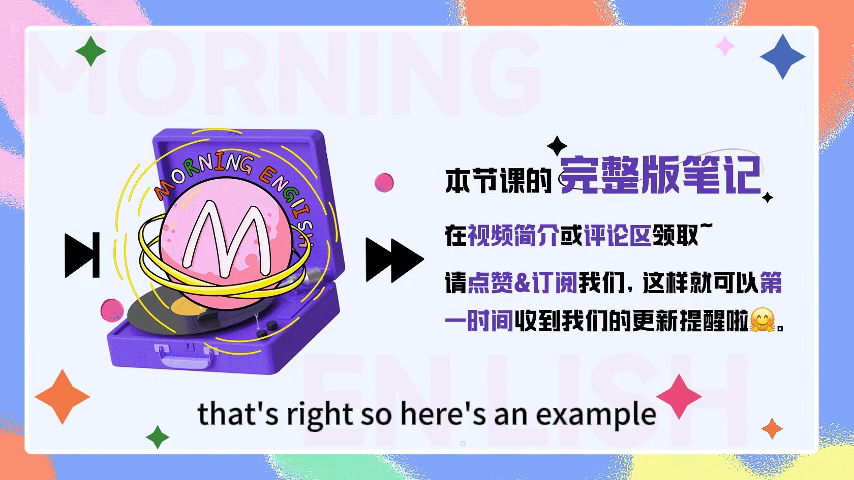 MORNING
MORNING ENGLISH
M
本节课的完整版笔记
在视频简介或评论区领取~
请点赞&订阅我们，这样就可以第
一时间收到我们的更新提醒啦🤗。
ENGLISH
that's right so here's an example